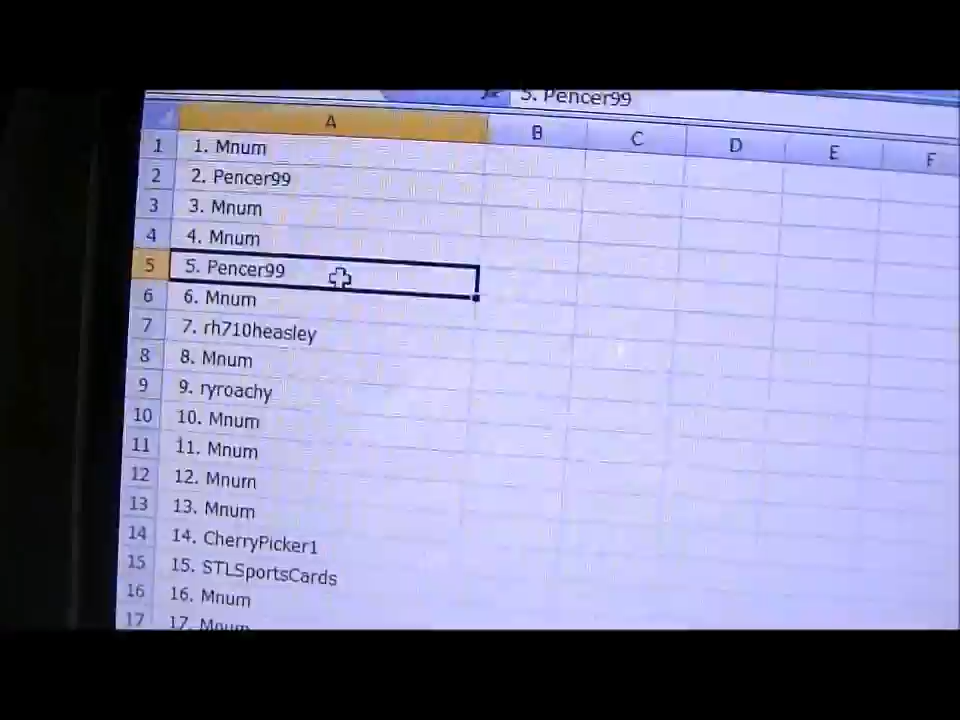 5. Pencer99
A B C D E F
1 1. Mnum
2 2. Pencer99
3 3. Mnum
4 4. Mnum
5 5. Pencer99
6 6. Mnum
7 7. rh710heasley
8 8. Mnum
9 9. ryroachy
10 10. Mnum
11 11. Mnum
12 12. Mnum
13 13. Mnum
14 14. CherryPicker1
15 15. STLSportsCards
16 16. Mnum
17 17. Mnum